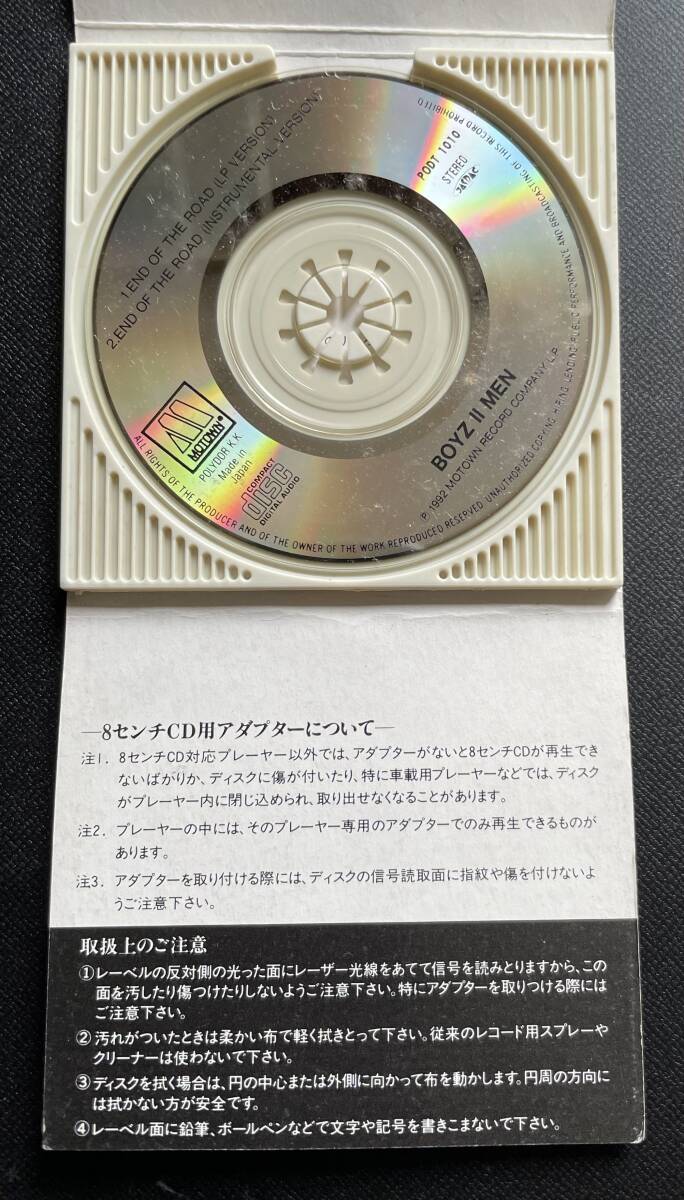 1.END OF THE ROAD (LP VERSION)
2.END OF THE ROAD (INSTRUMENTAL VERSION)
PODT 1010
STEREO
JASRAC
MOTOWN®
POLYDOR K.K.
Made in
Japan
COMPACT
disc
DIGITAL AUDIO
BOYZ II MEN
℗ 1992 MOTOWN RECORD COMPANY L.P.
ALL RIGHTS OF THE PRODUCER AND OF THE OWNER OF THE WORK REPRODUCED RESERVED. UNAUTHORIZED COPYING, HIRING, LENDING, PUBLIC PERFORMANCE AND BROADCASTING OF THIS RECORD PROHIBITED
—8センチCD用アダプターについて—
注1. 8センチCD対応プレーヤー以外では、アダプターがないと8センチCDが再生でき
ないばかりか、ディスクに傷が付いたり、特に車載用プレーヤーなどでは、ディスク
がプレーヤー内に閉じ込められ、取り出せなくなることがあります。
注2. プレーヤーの中には、そのプレーヤー専用のアダプターでのみ再生できるものが
あります。
注3. アダプターを取り付ける際には、ディスクの信号読取面に指紋や傷を付けないよ
うご注意下さい。
取扱上のご注意
①レーベルの反対側の光った面にレーザー光線をあてて信号を読みとりますから、この
面を汚したり傷つけたりしないようご注意下さい。特にアダプターを取りつける際には
ご注意下さい。
②汚れがついたときは柔かい布で軽く拭きとって下さい。従来のレコード用スプレーや
クリーナーは使わないで下さい。
③ディスクを拭く場合は、円の中心または外側に向かって布を動かします。円周の方向に
は拭かない方が安全です。
④レーベル面に鉛筆、ボールペンなどで文字や記号を書きこまないで下さい。